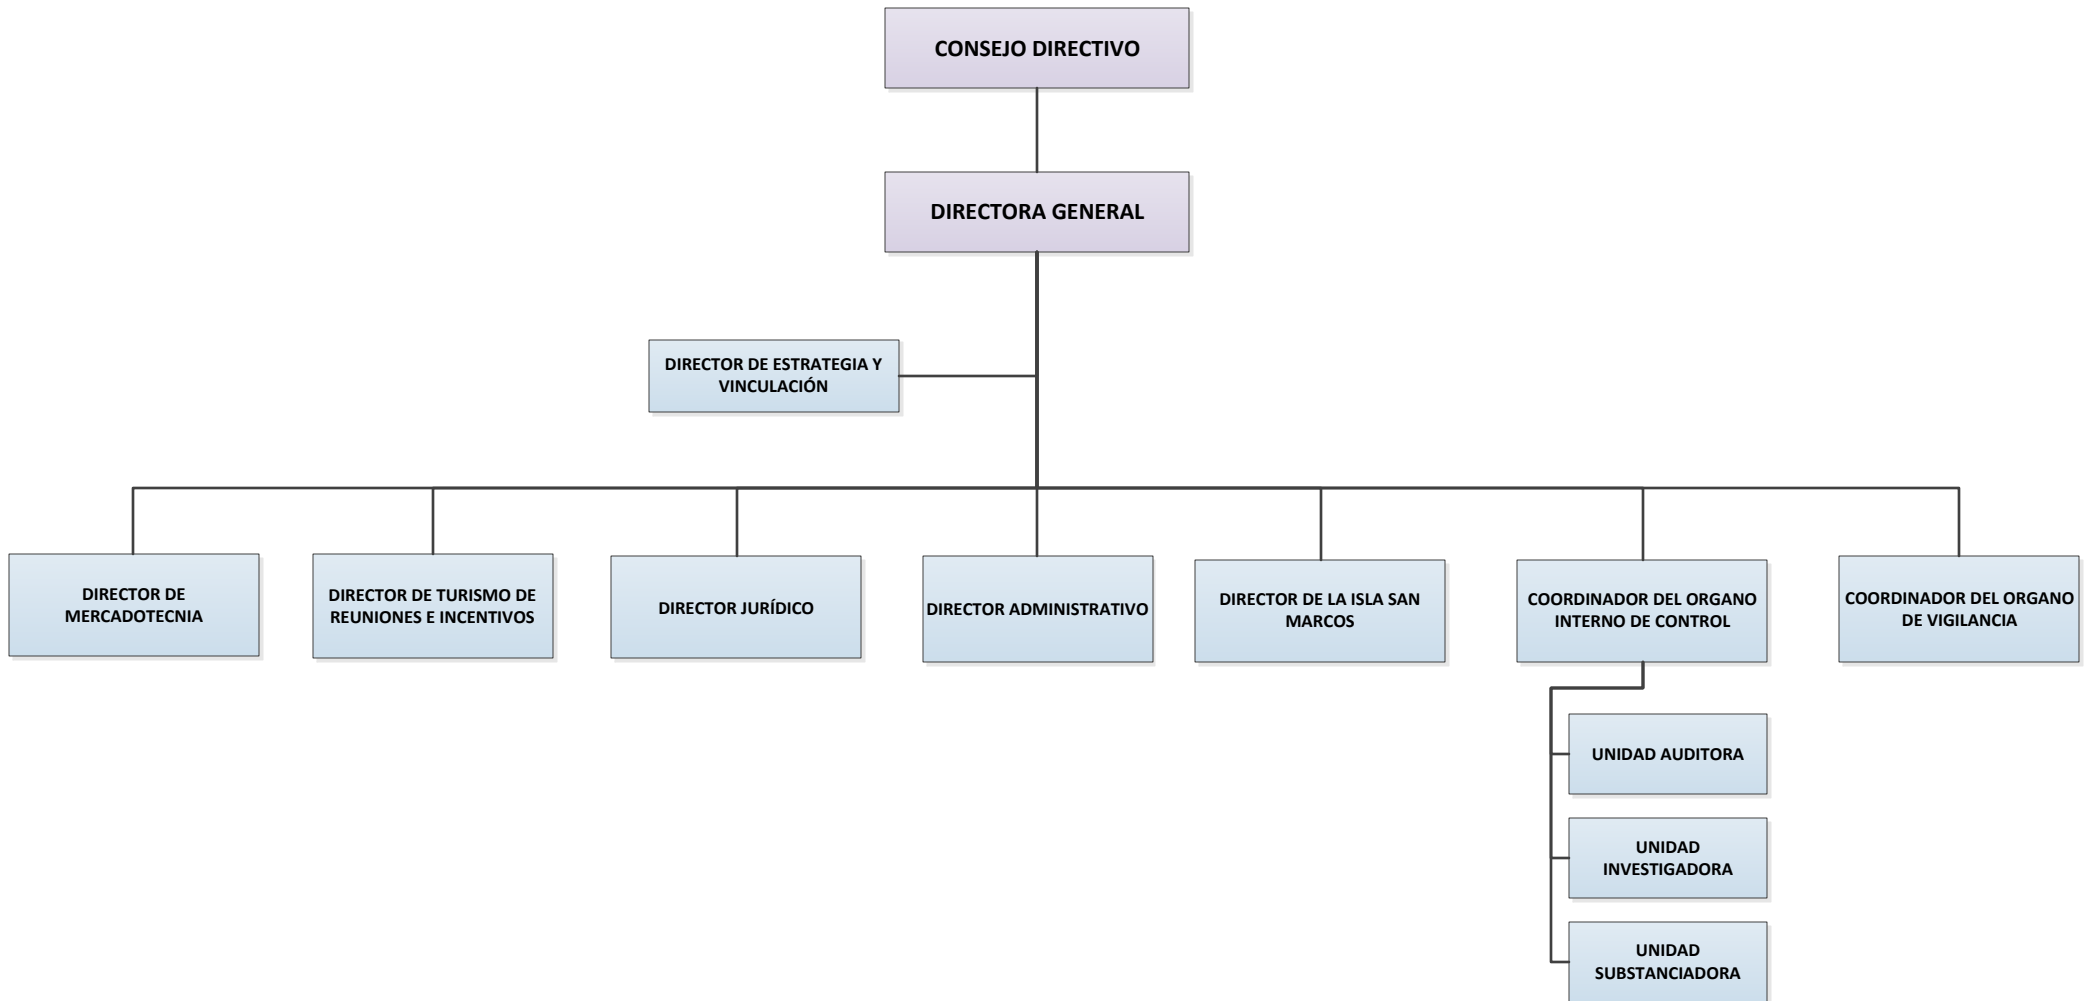 CONSEJO DIRECTIVO
DIRECTORA GENERAL
DIRECTOR DE ESTRATEGIA Y
VINCULACIÓN
DIRECTOR DE
MERCADOTECNIA
DIRECTOR DE TURISMO DE
REUNIONES E INCENTIVOS
DIRECTOR JURÍDICO
DIRECTOR ADMINISTRATIVO
DIRECTOR DE LA ISLA SAN
MARCOS
COORDINADOR DEL ORGANO
INTERNO DE CONTROL
COORDINADOR DEL ORGANO
DE VIGILANCIA
UNIDAD AUDITORA
UNIDAD
INVESTIGADORA
UNIDAD
SUBSTANCIADORA